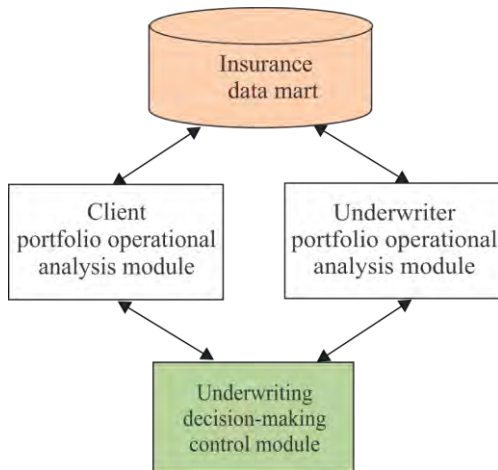 Insurance
data mart
Client
portfolio operational
analysis module
Underwriter
portfolio operational
analysis module
Underwriting
decision-making
control module